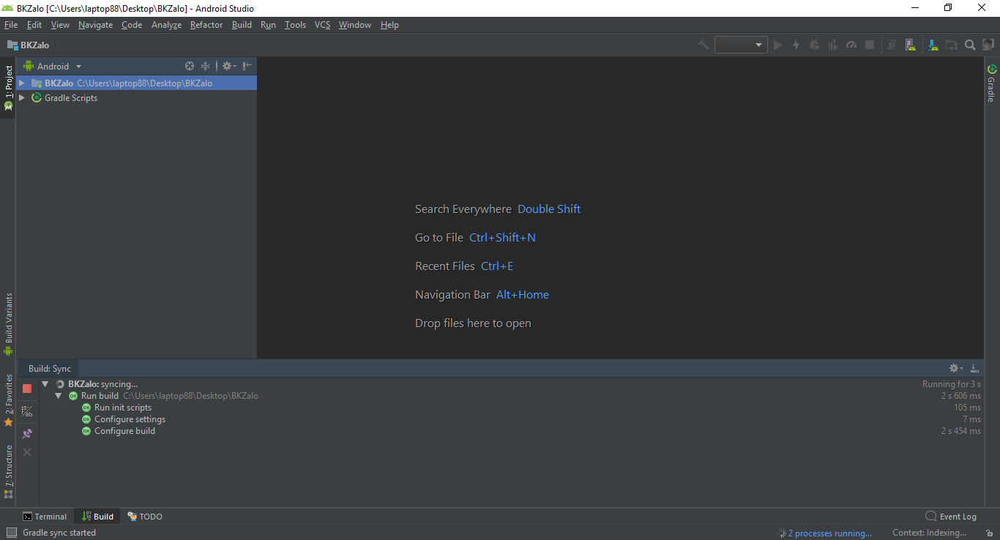 BKZalo [C:\Users\laptop88\Desktop\BKZalo] - Android Studio
File Edit View Navigate Code Analyze Refactor Build Run Tools VCS Window Help
BKZalo
Android
BKZalo C:\Users\laptop88\Desktop\BKZalo
Gradle Scripts
1: Project
Build Variants
2: Favorites
7: Structure
Gradle
Search Everywhere Double Shift
Go to File Ctrl+Shift+N
Recent Files Ctrl+E
Navigation Bar Alt+Home
Drop files here to open
Build: Sync
BKZalo: syncing... Running for 3 s
Run build C:\Users\laptop88\Desktop\BKZalo 2 s 606 ms
OK Run init scripts 105 ms
OK Configure settings 7 ms
OK Configure build 2 s 454 ms
Terminal Build TODO Event Log
Gradle sync started 2 processes running... Context: Indexing...